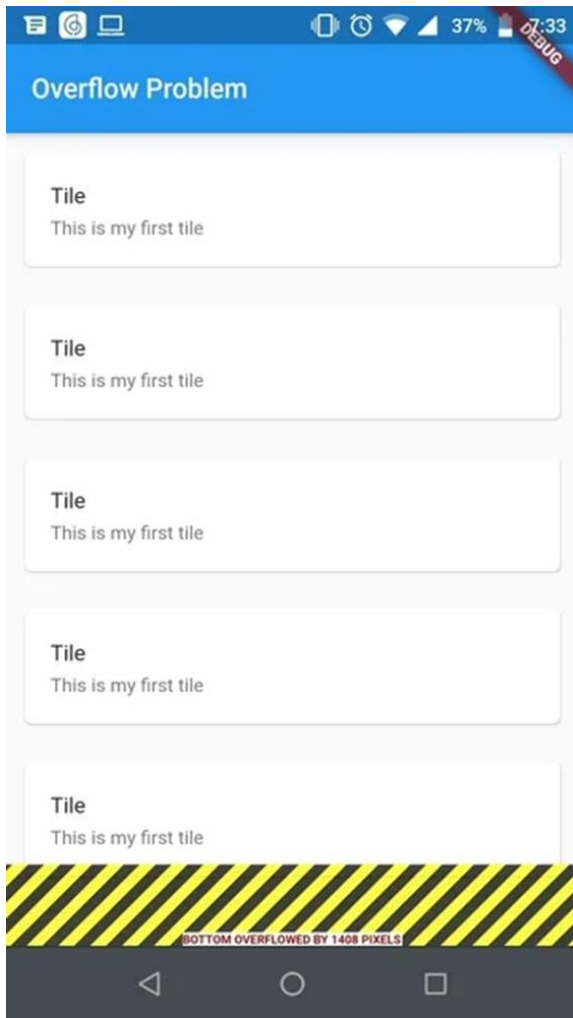 37% 7:33
DEBUG
Overflow Problem
Tile
This is my first tile
Tile
This is my first tile
Tile
This is my first tile
Tile
This is my first tile
Tile
This is my first tile
BOTTOM OVERFLOWED BY 1408 PIXELS